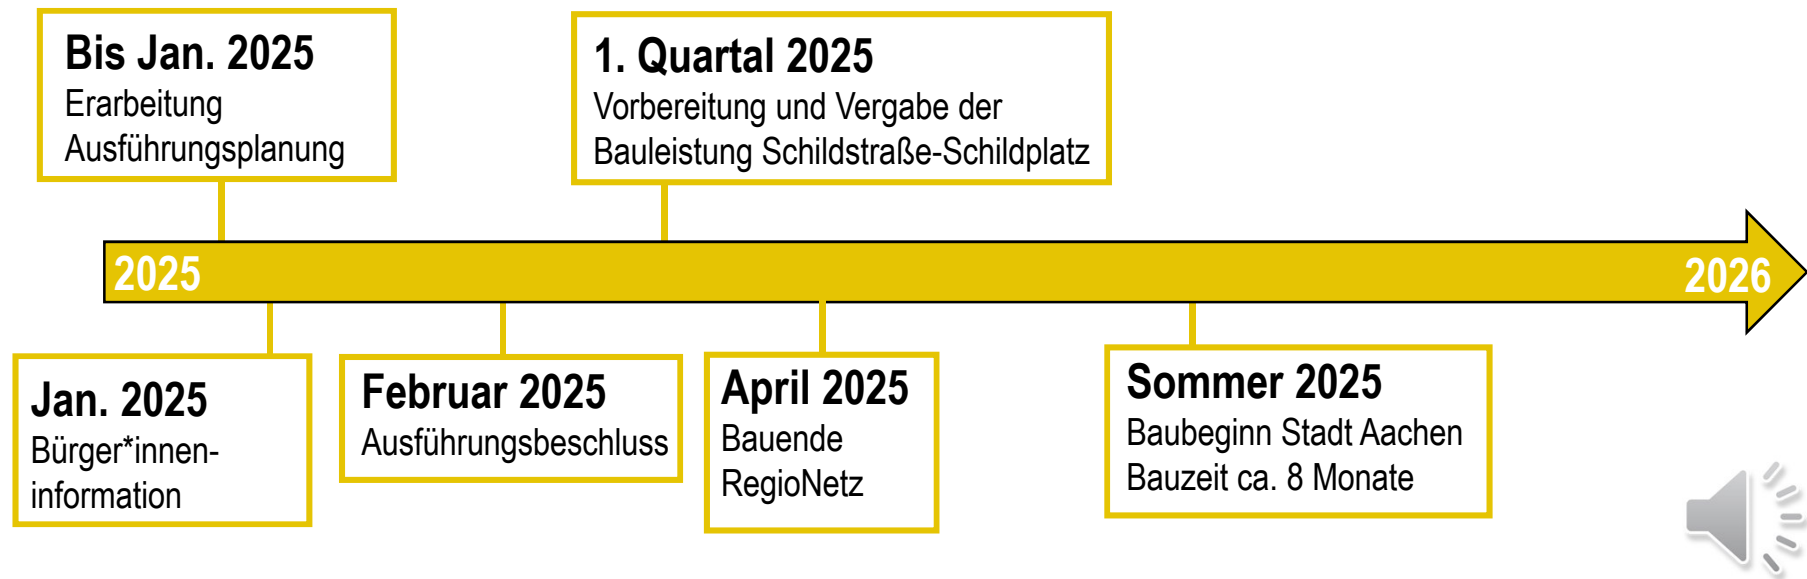 Bis Jan. 2025
Erarbeitung
Ausführungsplanung
1. Quartal 2025
Vorbereitung und Vergabe der
Bauleistung Schildstraße-Schildplatz
2025
2026
Jan. 2025
Bürger*innen-
information
Februar 2025
Ausführungsbeschluss
April 2025
Bauende
RegioNetz
Sommer 2025
Baubeginn Stadt Aachen
Bauzeit ca. 8 Monate